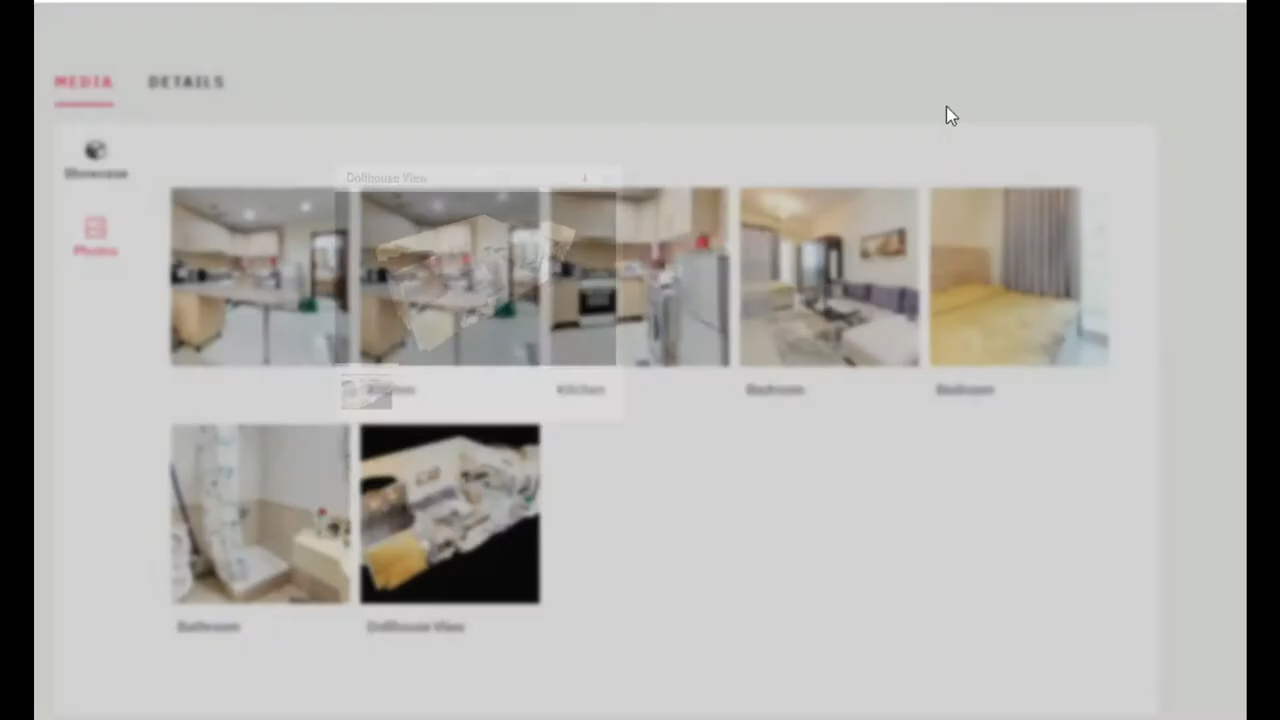 MEDIA DETAILS
Showcase
Dollhouse View
Photos
Kitchen Bedroom Bedroom
Bathroom Dollhouse View